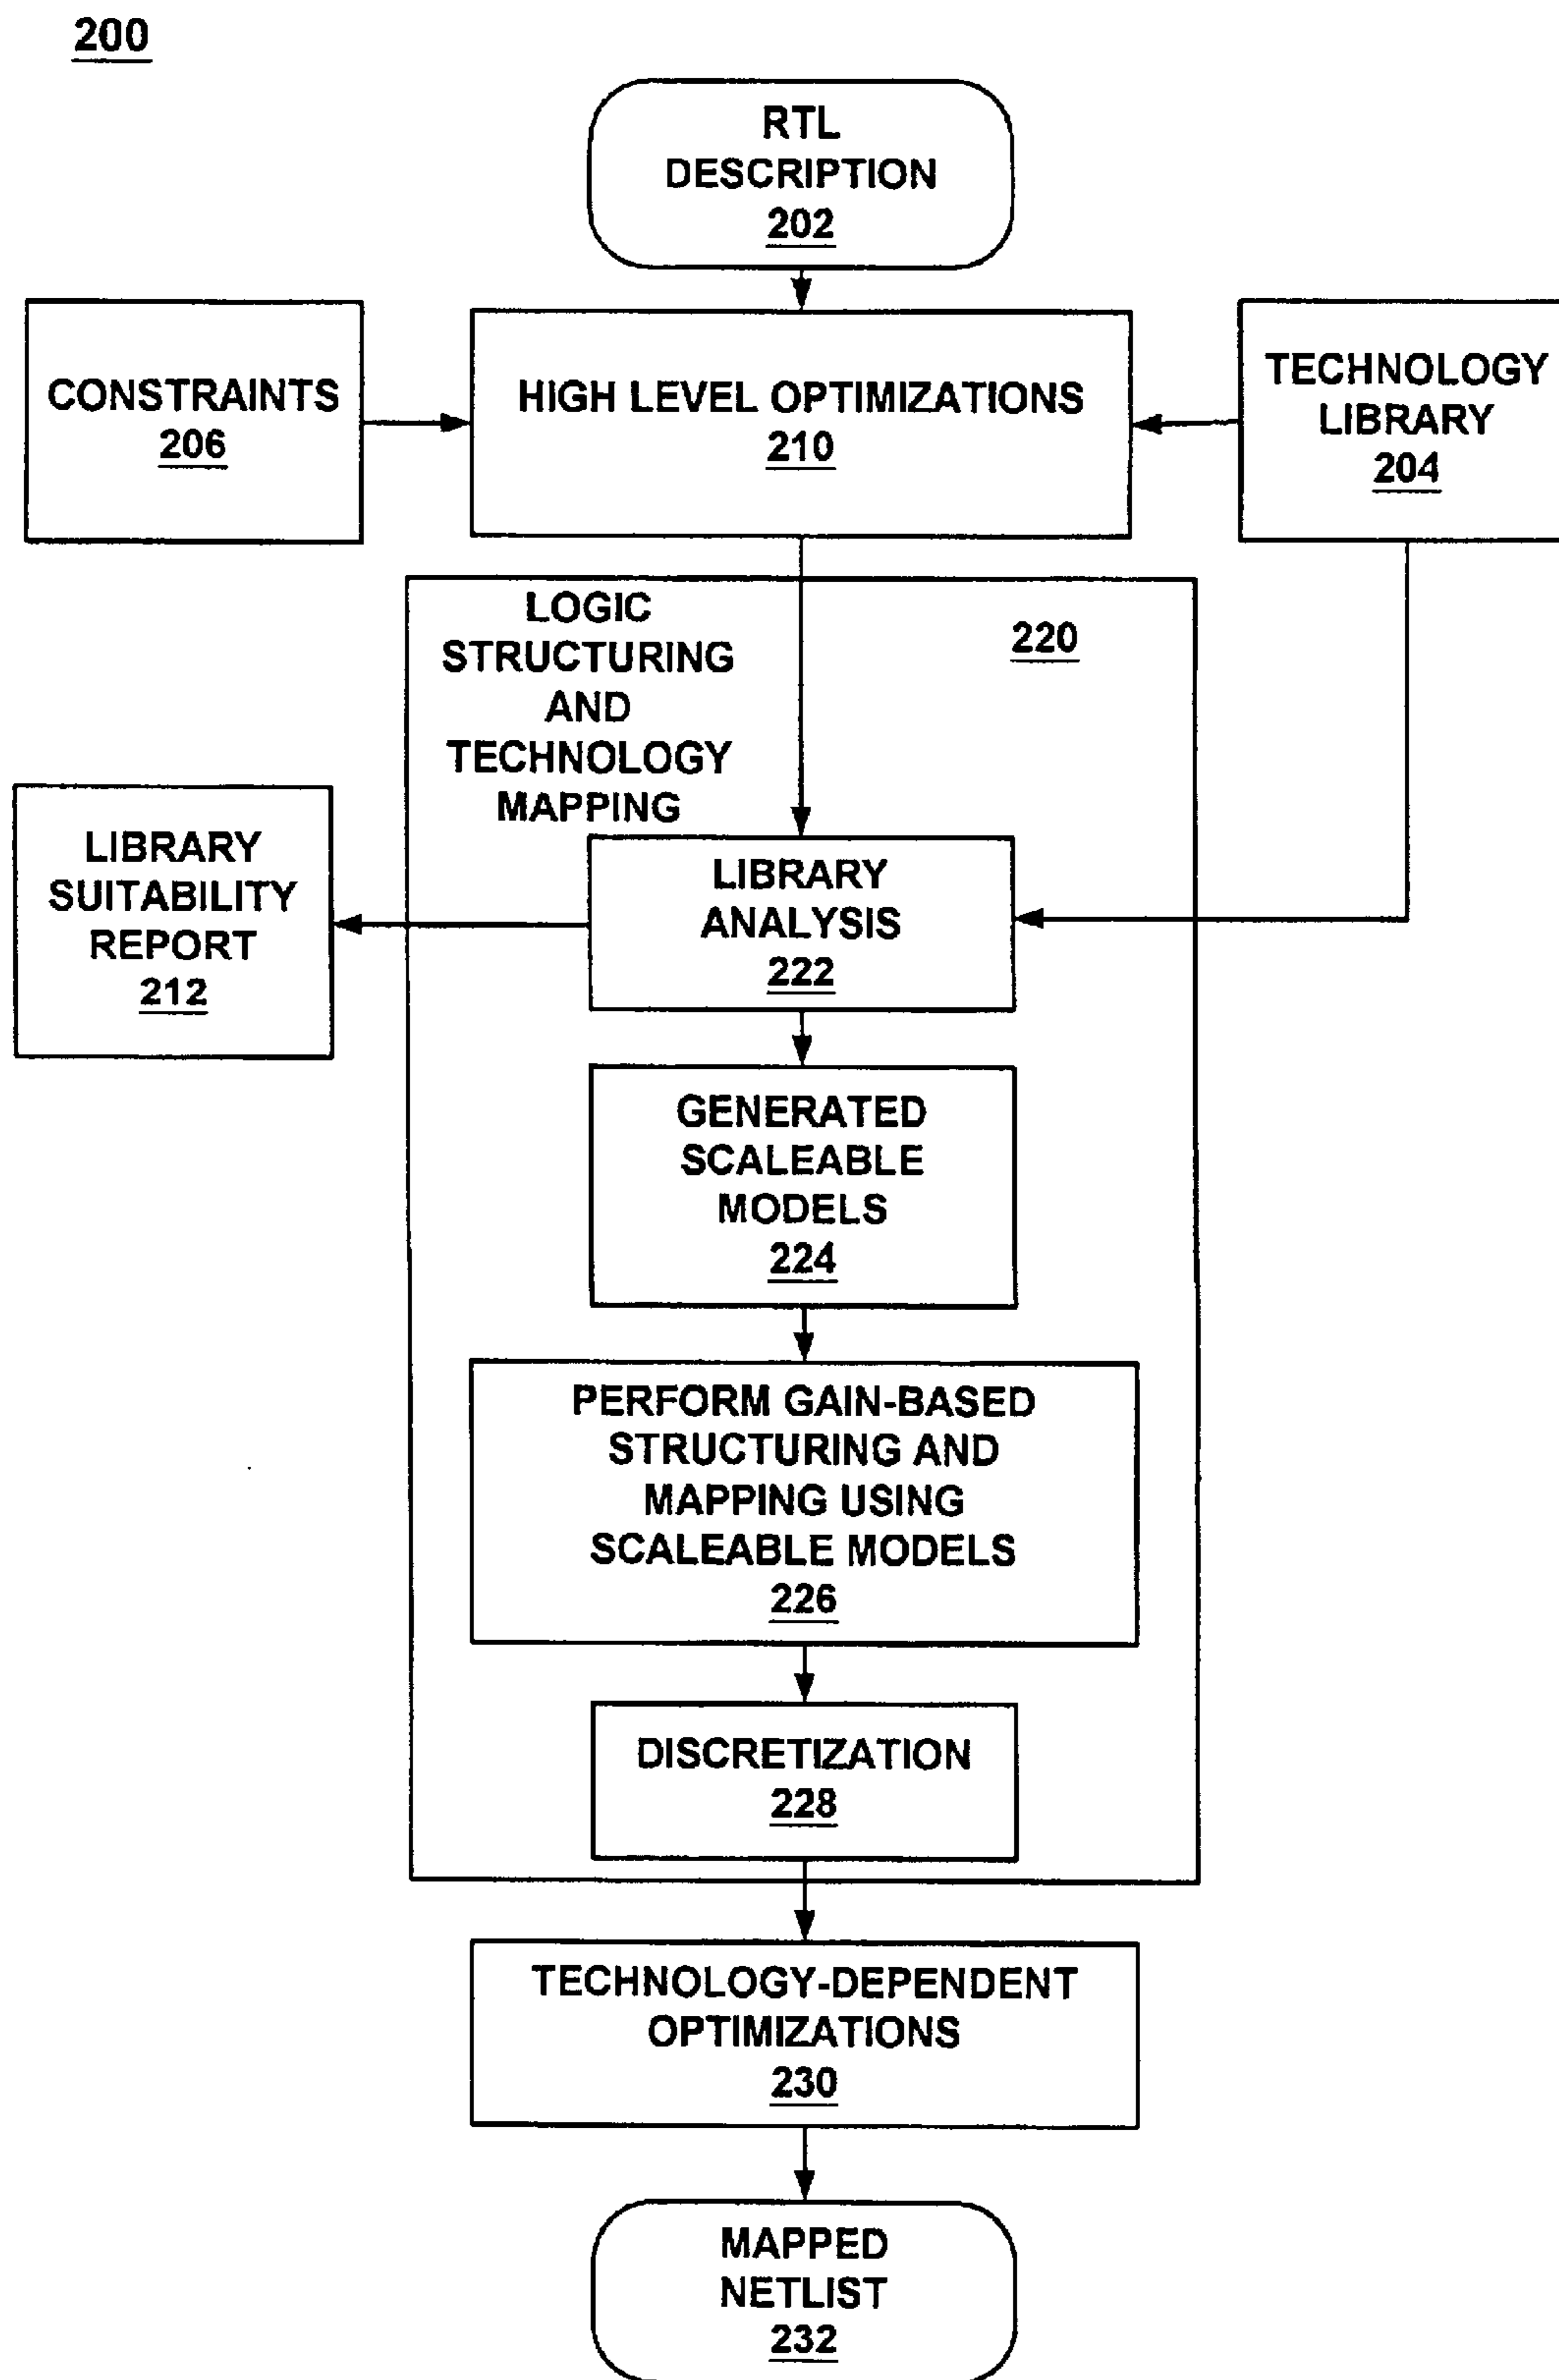 200
RTL
DESCRIPTION
202
CONSTRAINTS
206
HIGH LEVEL OPTIMIZATIONS
210
TECHNOLOGY
LIBRARY
204
LOGIC
STRUCTURING
AND
TECHNOLOGY
MAPPING
220
LIBRARY
SUITABILITY
REPORT
212
LIBRARY
ANALYSIS
222
GENERATED
SCALEABLE
MODELS
224
PERFORM GAIN-BASED
STRUCTURING AND
MAPPING USING
SCALEABLE MODELS
226
DISCRETIZATION
228
TECHNOLOGY-DEPENDENT
OPTIMIZATIONS
230
MAPPED
NETLIST
232